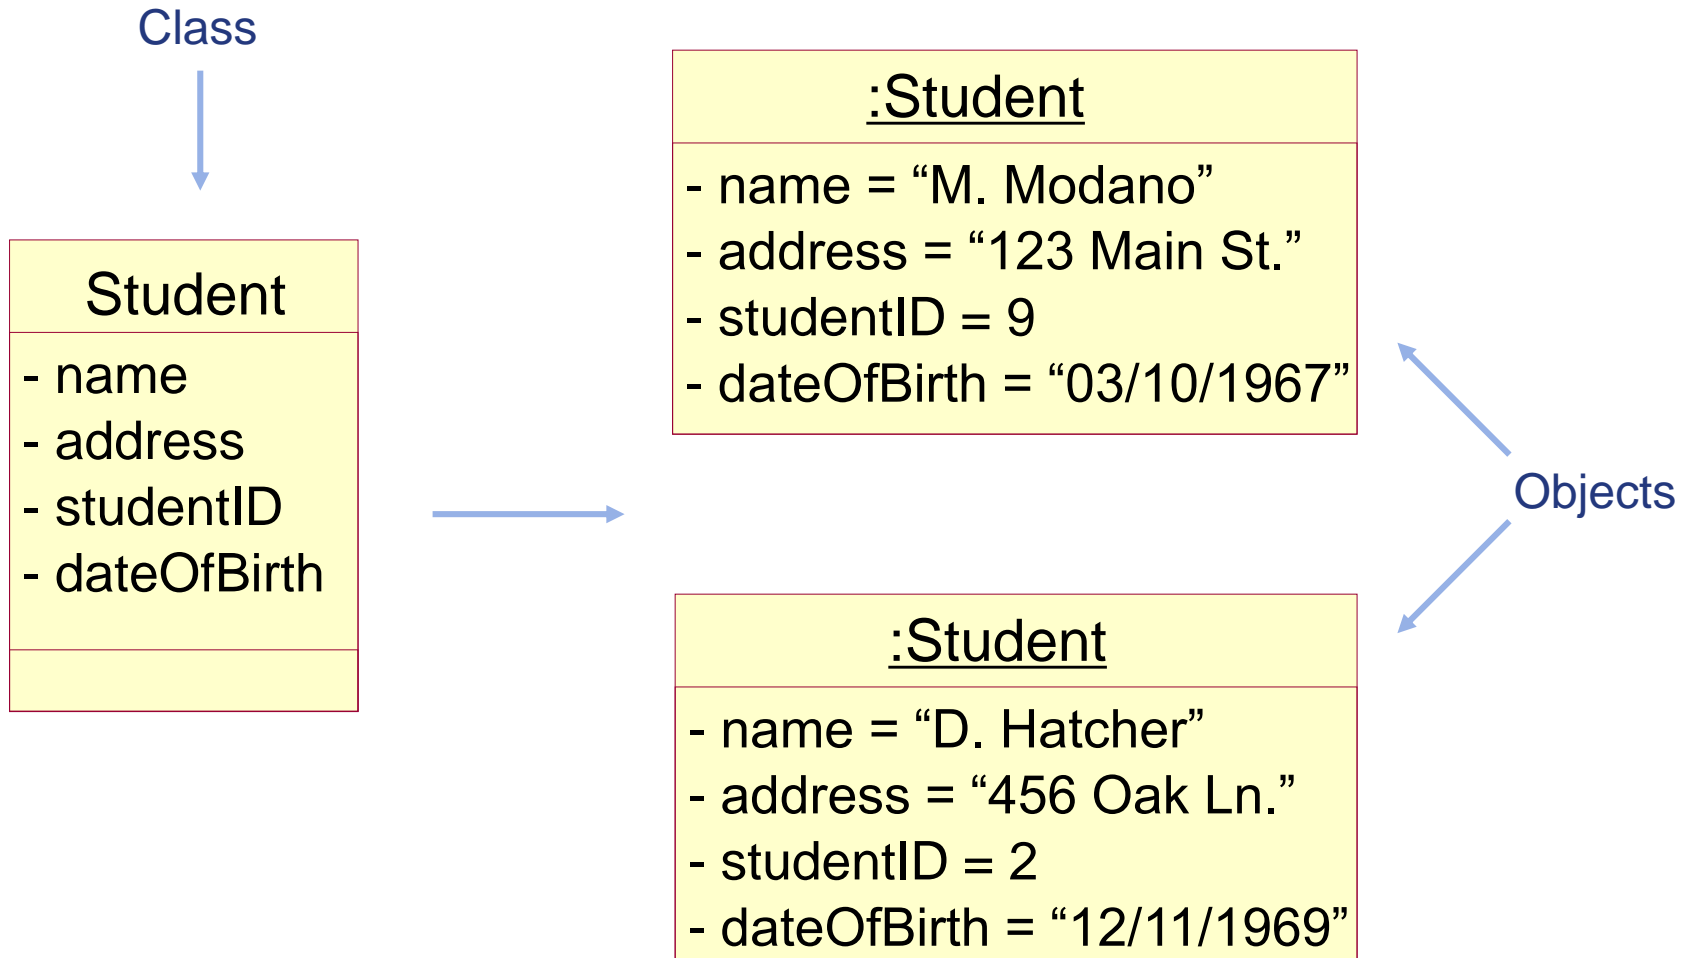 Class
Student
- name
- address
- studentID
- dateOfBirth
:Student
- name = “M. Modano”
- address = “123 Main St.”
- studentID = 9
- dateOfBirth = “03/10/1967”
Objects
:Student
- name = “D. Hatcher”
- address = “456 Oak Ln.”
- studentID = 2
- dateOfBirth = “12/11/1969”